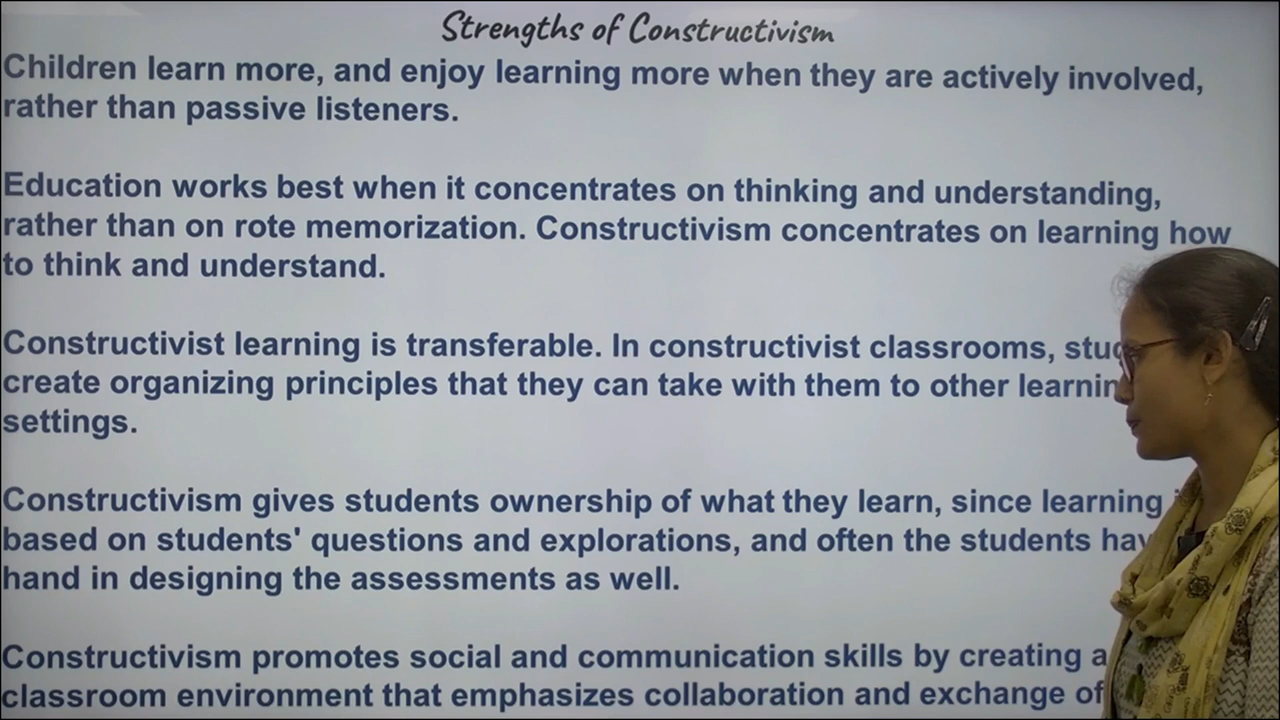 Strengths of Constructivism
Children learn more, and enjoy learning more when they are actively involved,
rather than passive listeners.
Education works best when it concentrates on thinking and understanding,
rather than on rote memorization. Constructivism concentrates on learning how
to think and understand.
Constructivist learning is transferable. In constructivist classrooms,
create organizing principles that they can take with them to other
settings.
Constructivism gives students ownership of what they learn, since learning
based on students' questions and explorations, and often the students
hand in designing the assessments as well.
Constructivism promotes social and communication skills by creating a
classroom environment that emphasizes collaboration and exchange of